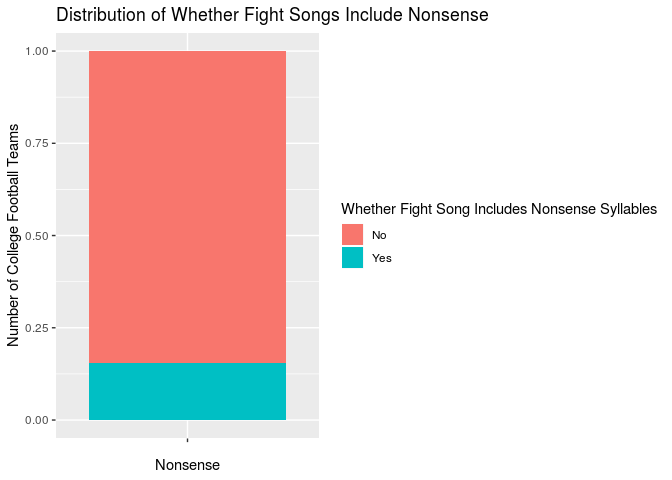 Distribution of Whether Fight Songs Include Nonsense
Number of College Football Teams
1.00
0.75
0.50
0.25
0.00
Nonsense
Whether Fight Song Includes Nonsense Syllables
No
Yes